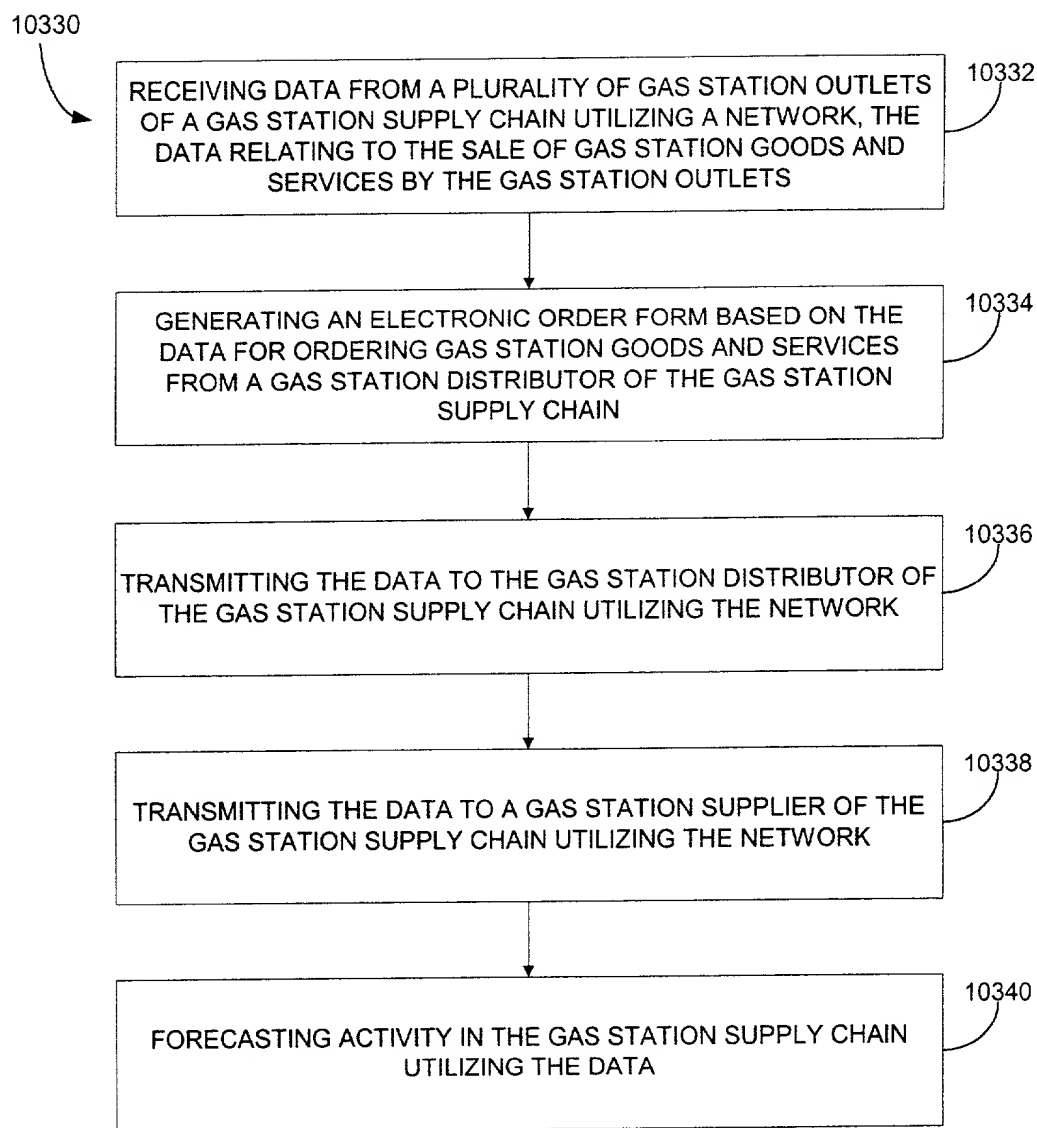 10330
RECEIVING DATA FROM A PLURALITY OF GAS STATION OUTLETS
OF A GAS STATION SUPPLY CHAIN UTILIZING A NETWORK, THE
DATA RELATING TO THE SALE OF GAS STATION GOODS AND
SERVICES BY THE GAS STATION OUTLETS
10332
GENERATING AN ELECTRONIC ORDER FORM BASED ON THE
DATA FOR ORDERING GAS STATION GOODS AND SERVICES
FROM A GAS STATION DISTRIBUTOR OF THE GAS STATION
SUPPLY CHAIN
10334
TRANSMITTING THE DATA TO THE GAS STATION DISTRIBUTOR OF
THE GAS STATION SUPPLY CHAIN UTILIZING THE NETWORK
10336
TRANSMITTING THE DATA TO A GAS STATION SUPPLIER OF THE
GAS STATION SUPPLY CHAIN UTILIZING THE NETWORK
10338
FORECASTING ACTIVITY IN THE GAS STATION SUPPLY CHAIN
UTILIZING THE DATA
10340